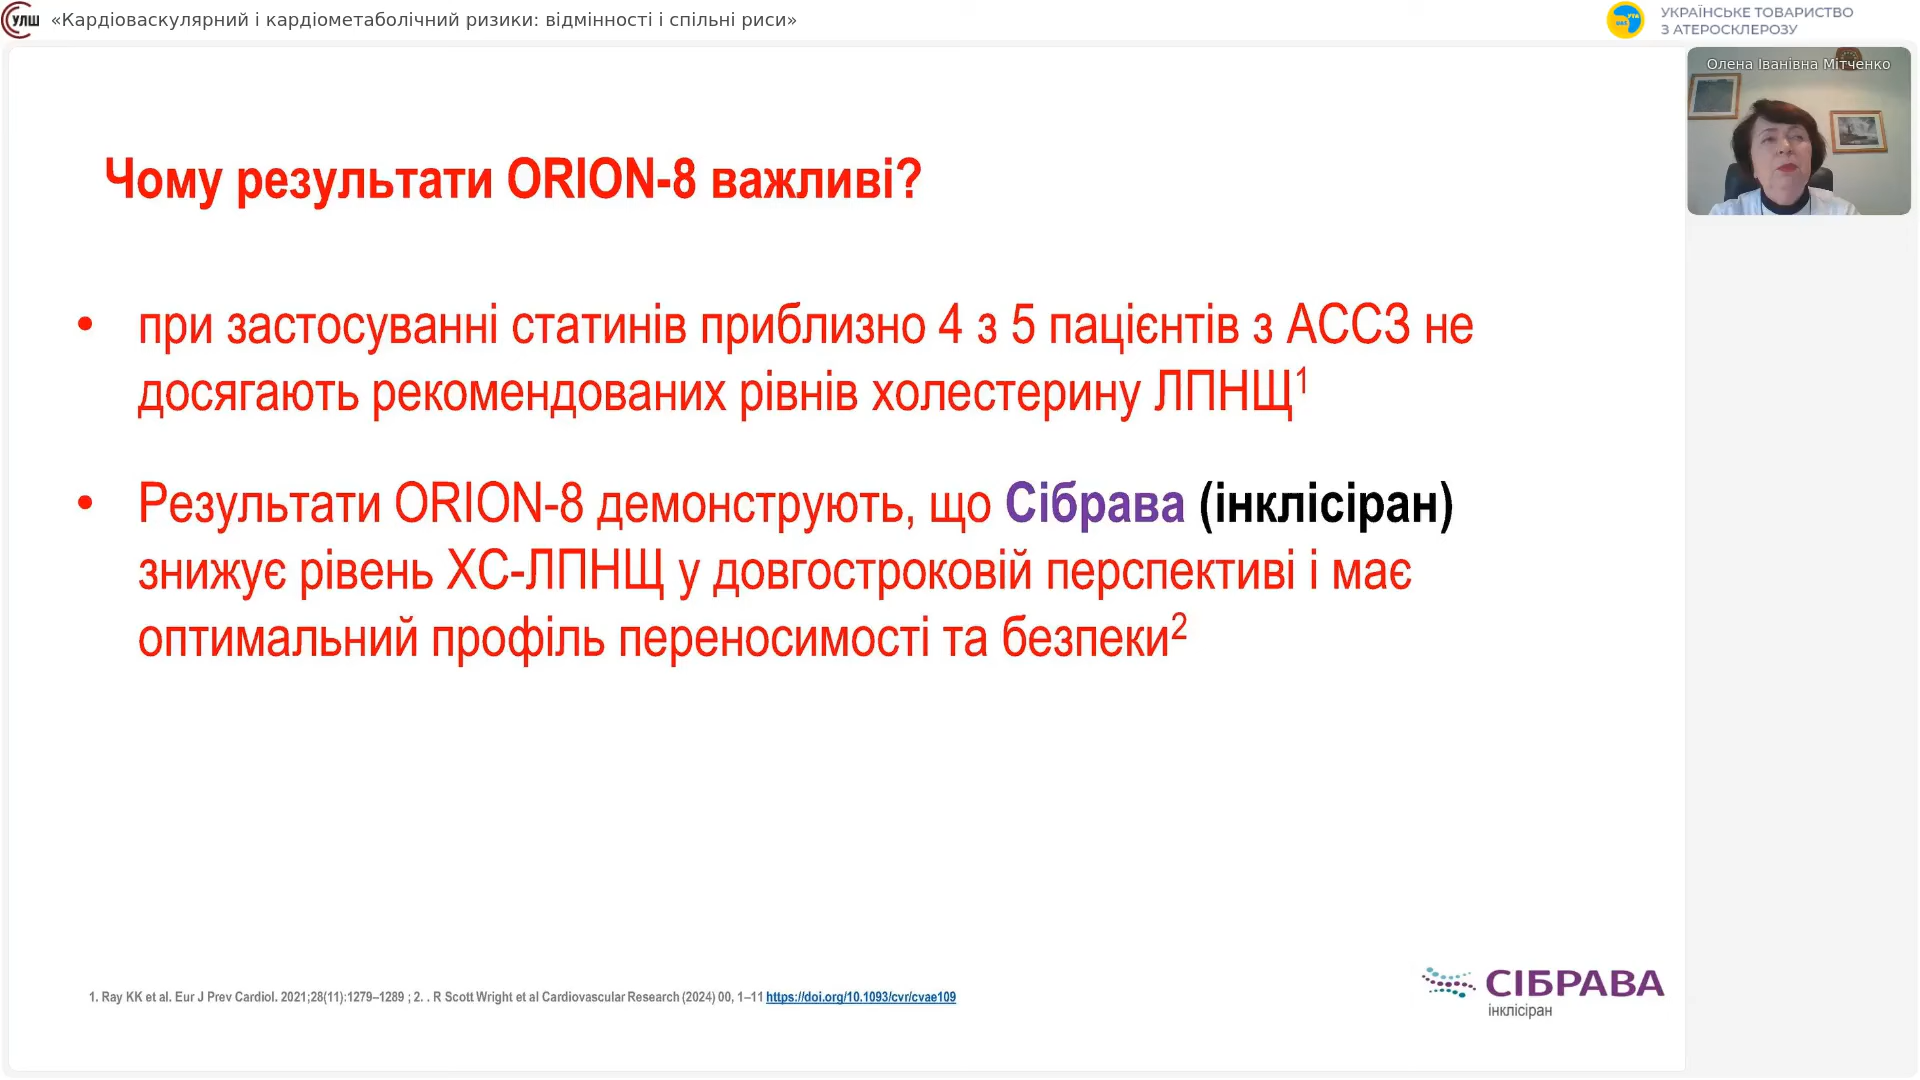 УЛШ «Кардіоваскулярний і кардіометаболічний ризики: відмінності і спільні риси»
УКРАЇНСЬКЕ ТОВАРИСТВО
З АТЕРОСКЛЕРОЗУ
Олена Іванівна Мітченко
Чому результати ORION-8 важливі?
• при застосуванні статинів приблизно 4 з 5 пацієнтів з АССЗ не
досягають рекомендованих рівнів холестерину ЛПНЩ¹
• Результати ORION-8 демонструють, що Сібрава (інклісіран)
знижує рівень ХС-ЛПНЩ у довгостроковій перспективі і має
оптимальний профіль переносимості та безпеки²
1. Ray KK et al. Eur J Prev Cardiol. 2021;28(11):1279–1289 ; 2. . R Scott Wright et al Cardiovascular Research (2024) 00, 1–11 https://doi.org/10.1093/cvr/cvae109
СІБРАВА
інклісіран